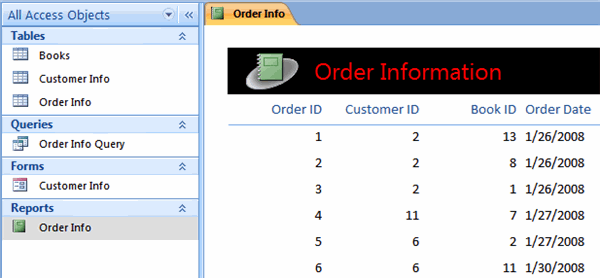 All Access Objects
Tables
Books
Customer Info
Order Info
Queries
Order Info Query
Forms
Customer Info
Reports
Order Info
Order Info
Order Information
Order ID Customer ID Book ID Order Date
1 2 13 1/26/2008
2 2 8 1/26/2008
3 2 1 1/26/2008
4 11 7 1/27/2008
5 6 2 1/27/2008
6 6 11 1/30/2008